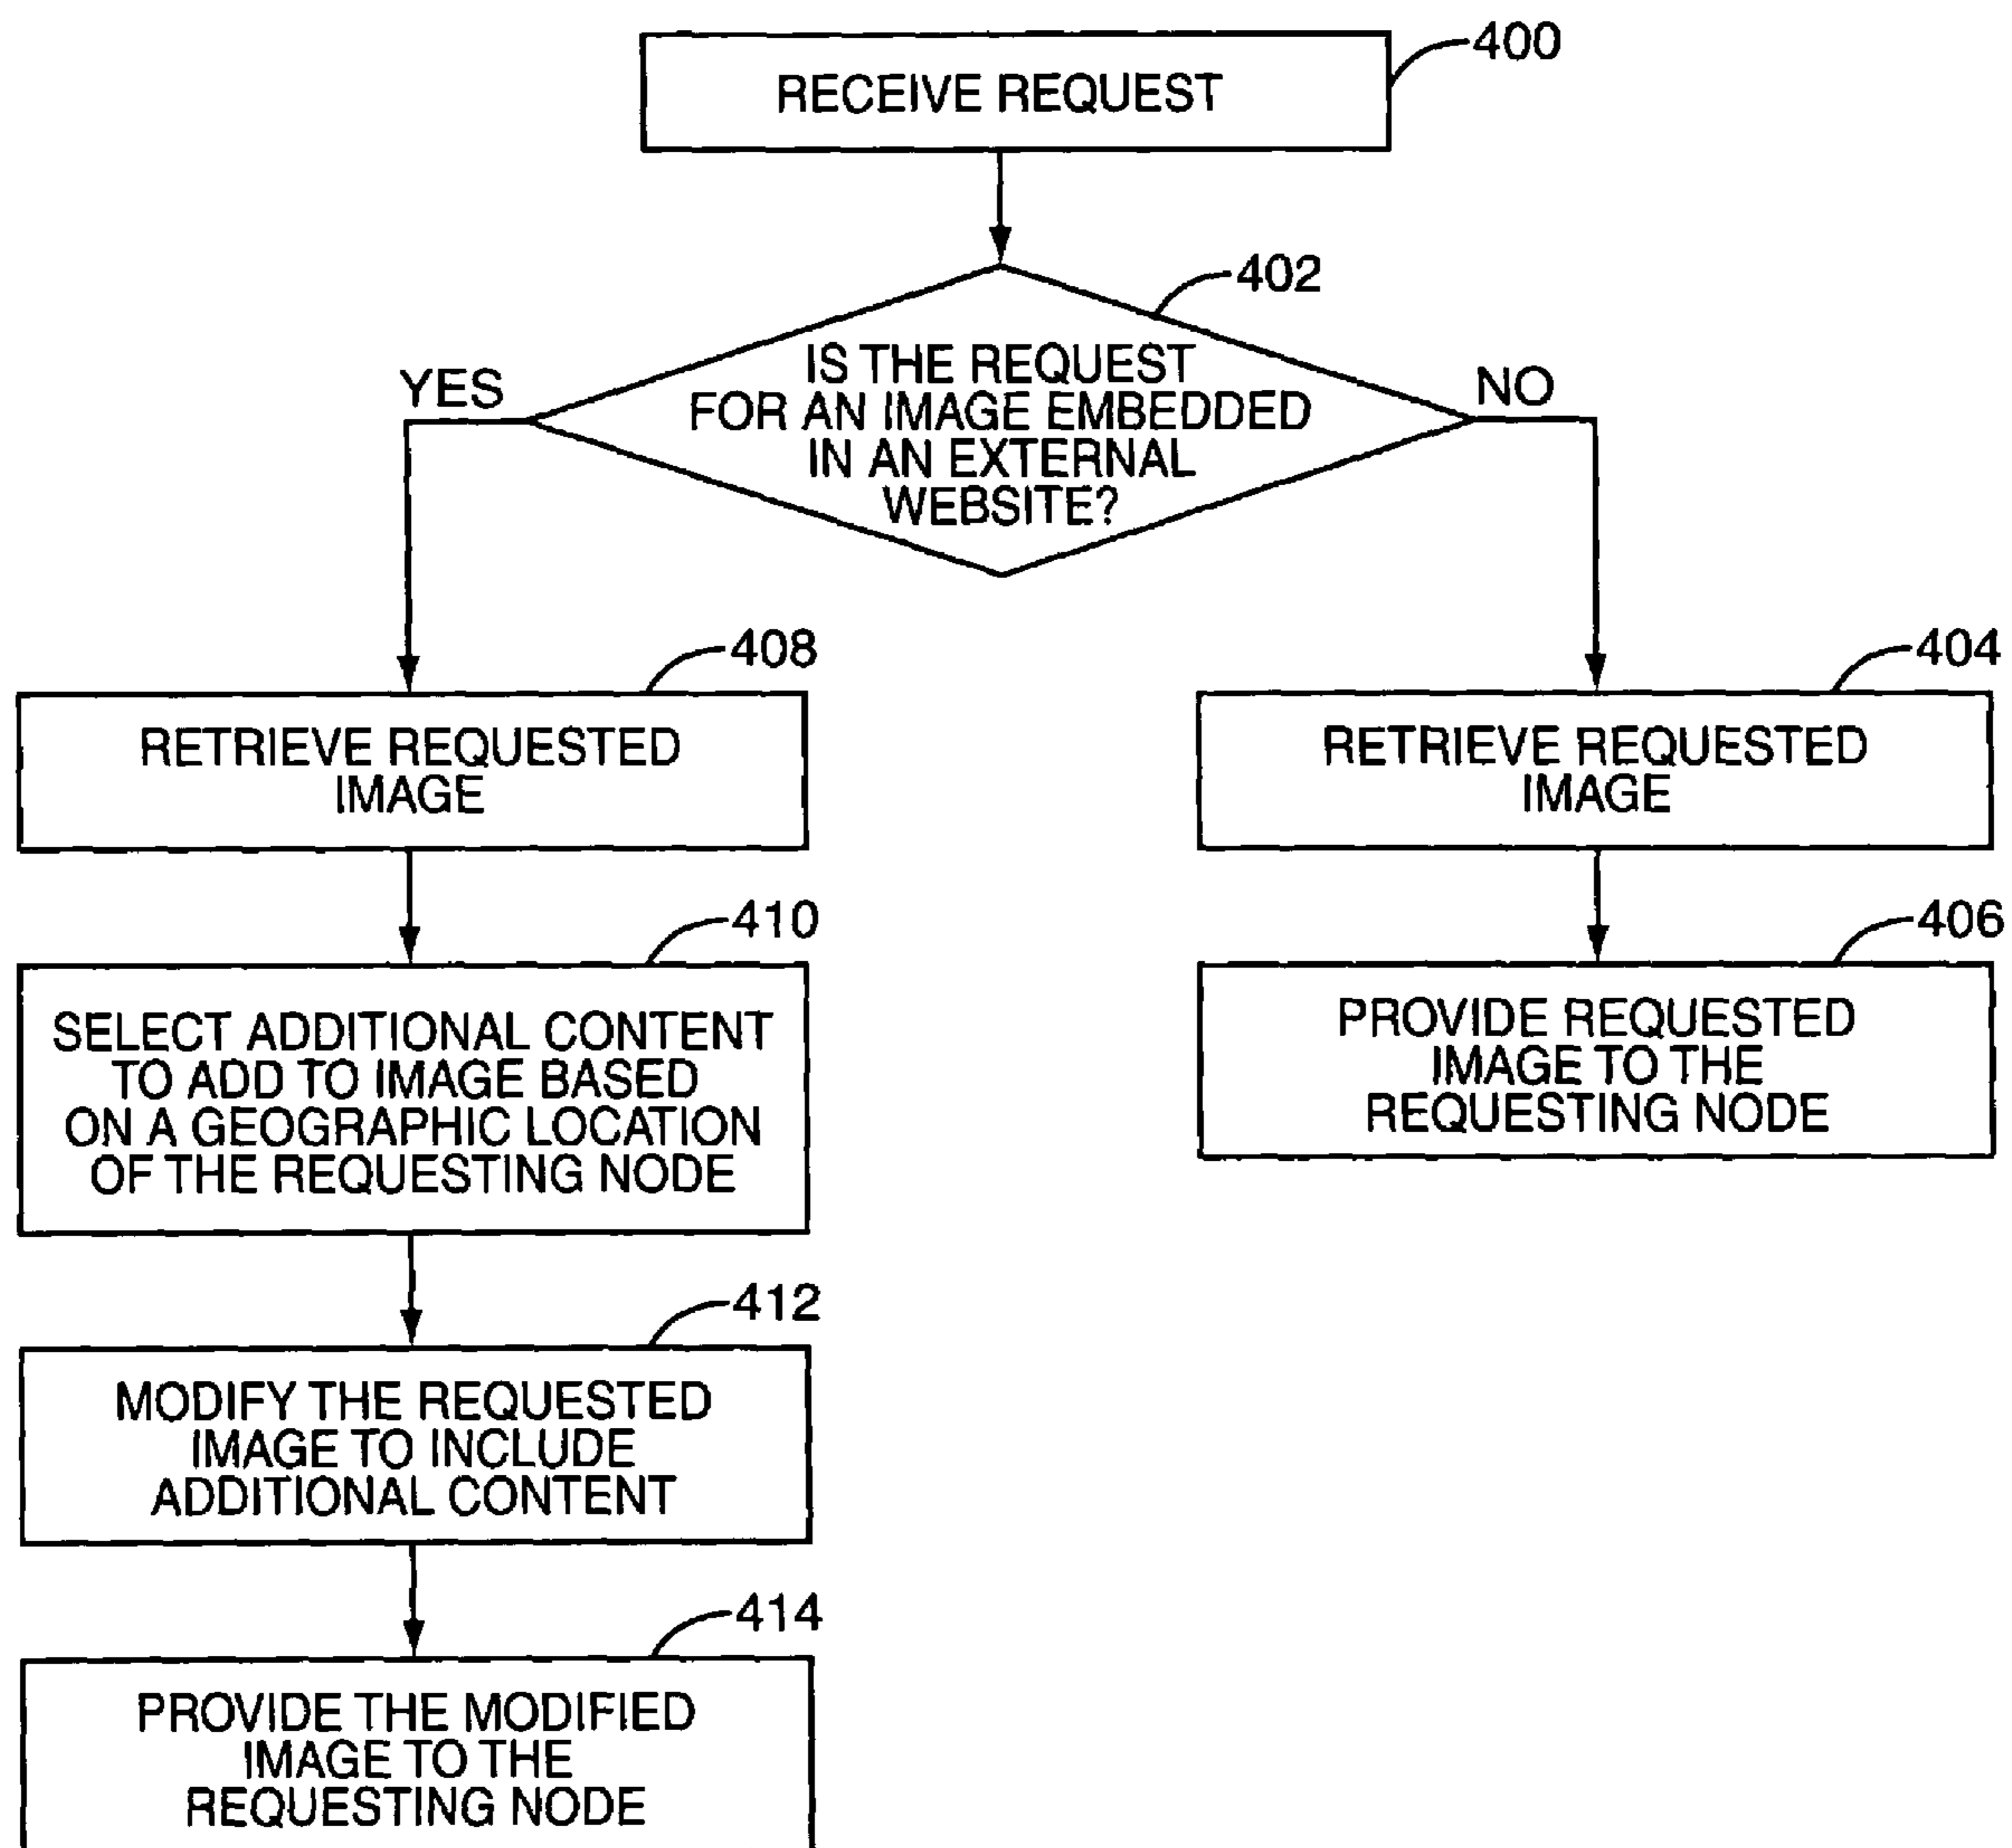 400
RECEIVE REQUEST
402
IS THE REQUEST
FOR AN IMAGE EMBEDDED
IN AN EXTERNAL
WEBSITE?
YES
NO
408
RETRIEVE REQUESTED
IMAGE
404
RETRIEVE REQUESTED
IMAGE
410
SELECT ADDITIONAL CONTENT
TO ADD TO IMAGE BASED
ON A GEOGRAPHIC LOCATION
OF THE REQUESTING NODE
406
PROVIDE REQUESTED
IMAGE TO THE
REQUESTING NODE
412
MODIFY THE REQUESTED
IMAGE TO INCLUDE
ADDITIONAL CONTENT
414
PROVIDE THE MODIFIED
IMAGE TO THE
REQUESTING NODE